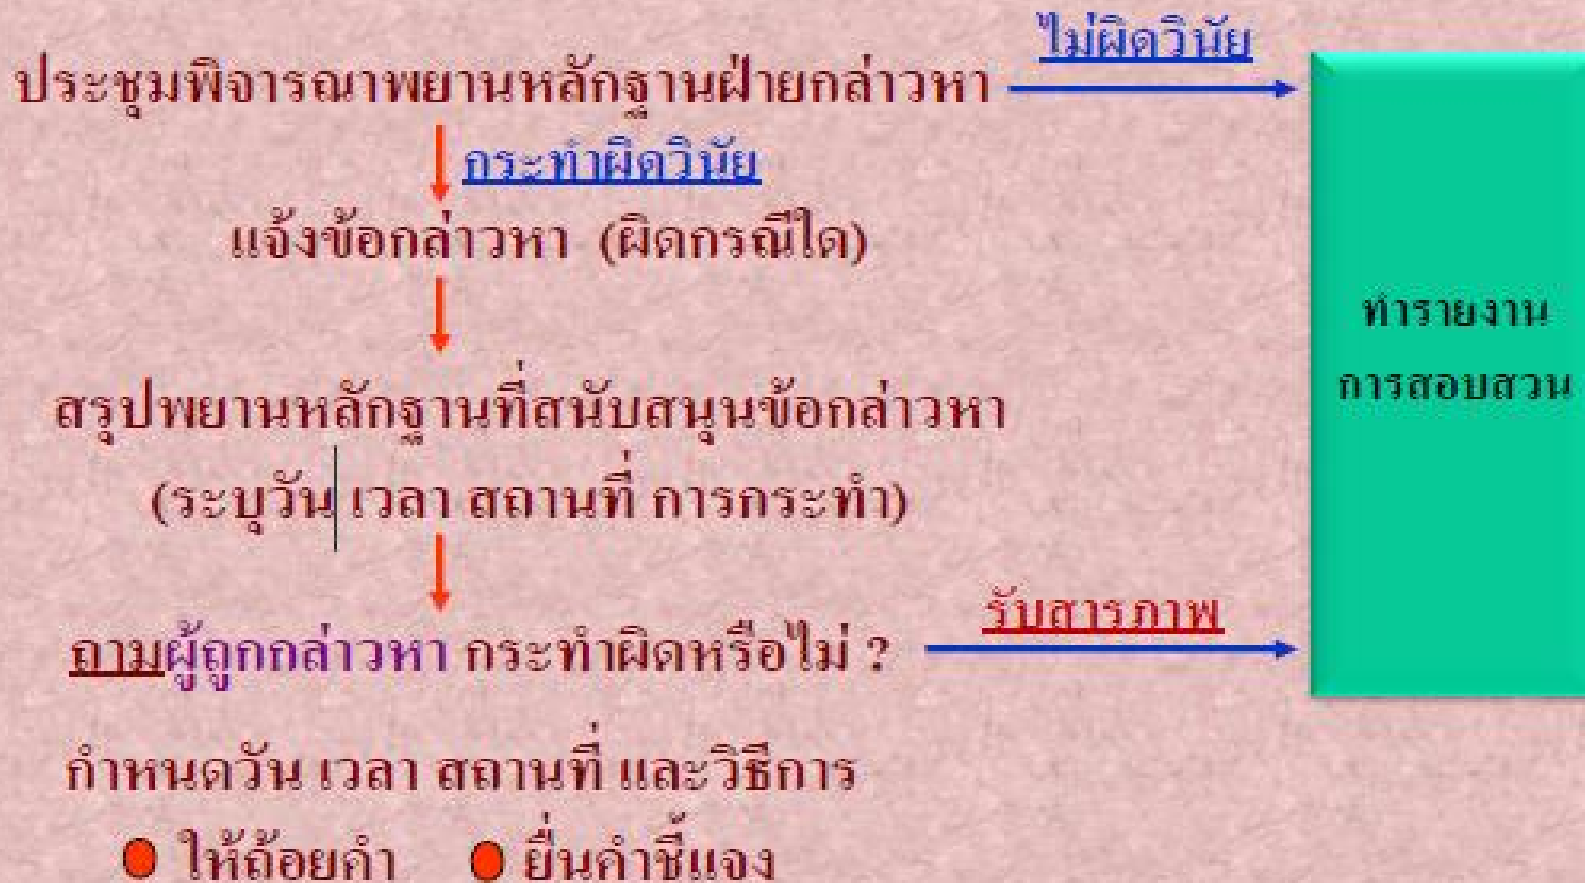 ไม่ผิดวินัย
ประชุมพิจารณาพยานหลักฐานฝ่ายกล่าวหา
กระทำผิดวินัย
แจ้งข้อกล่าวหา (ผิดกรณีใด)
สรุปพยานหลักฐานที่สนับสนุนข้อกล่าวหา
(ระบุวัน เวลา สถานที่ การกระทำ)
รับสารภาพ
ถามผู้ถูกกล่าวหา กระทำผิดหรือไม่ ?
กำหนดวัน เวลา สถานที่ และวิธีการ
ให้ถ้อยคำ ยื่นคำชี้แจง
ทำรายงาน
การสอบสวน